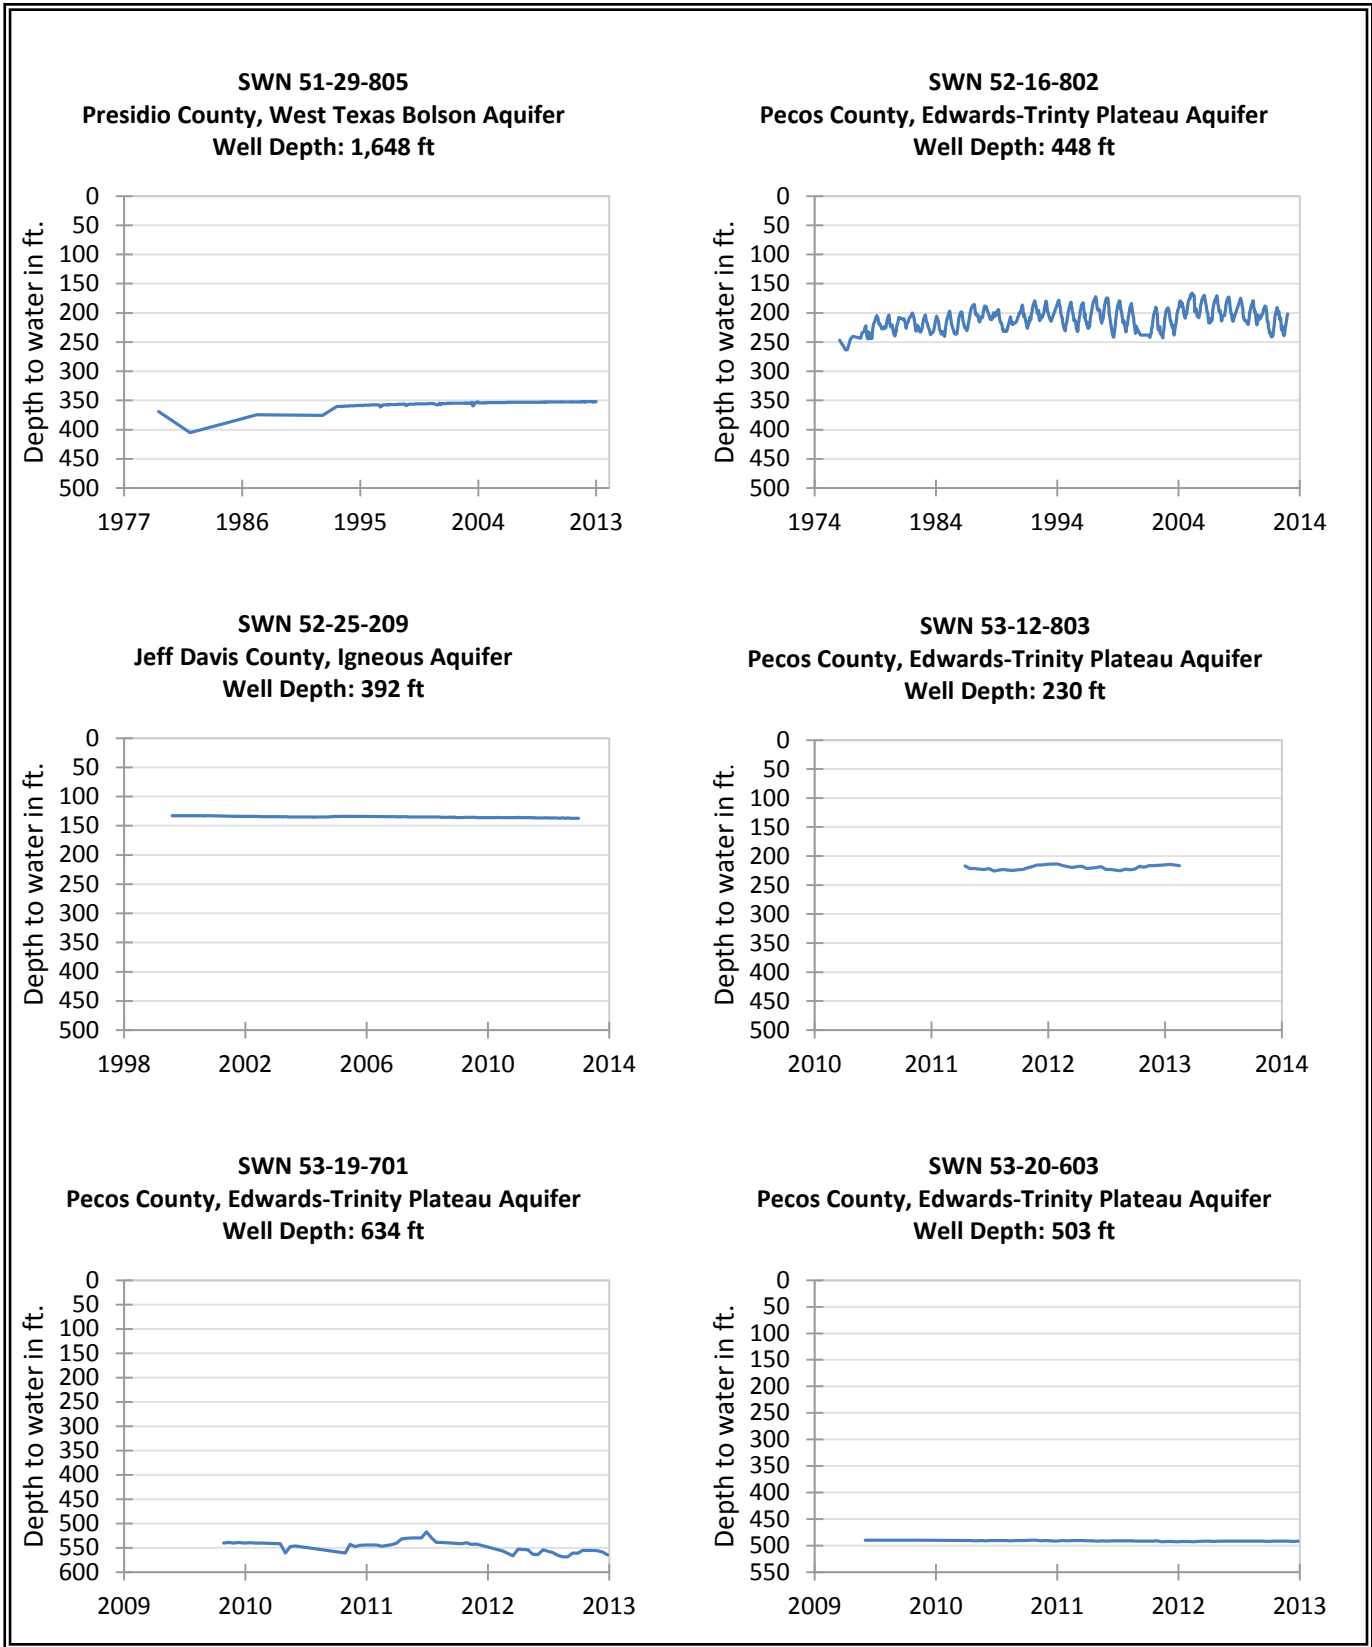 SWN 51-29-805
Presidio County, West Texas Bolson Aquifer
Well Depth: 1,648 ft
Depth to water in ft.
0
50
100
150
200
250
300
350
400
450
500
1977 1986 1995 2004 2013
SWN 52-16-802
Pecos County, Edwards-Trinty Plateau Aquifer
Well Depth: 448 ft
Depth to water in ft.
0
50
100
150
200
250
300
350
400
450
500
1974 1984 1994 2004 2014
SWN 52-25-209
Jeff Davis County, Igneous Aquifer
Well Depth: 392 ft
Depth to water in ft.
0
50
100
150
200
250
300
350
400
450
500
1998 2002 2006 2010 2014
SWN 53-12-803
Pecos County, Edwards-Trinity Plateau Aquifer
Well Depth: 230 ft
Depth to water in ft.
0
50
100
150
200
250
300
350
400
450
500
2010 2011 2012 2013 2014
SWN 53-19-701
Pecos County, Edwards-Trinity Plateau Aquifer
Well Depth: 634 ft
Depth to water in ft.
0
50
100
150
200
250
300
350
400
450
500
550
600
2009 2010 2011 2012 2013
SWN 53-20-603
Pecos County, Edwards-Trinity Plateau Aquifer
Well Depth: 503 ft
Depth to water in ft.
0
50
100
150
200
250
300
350
400
450
500
550
2009 2010 2011 2012 2013